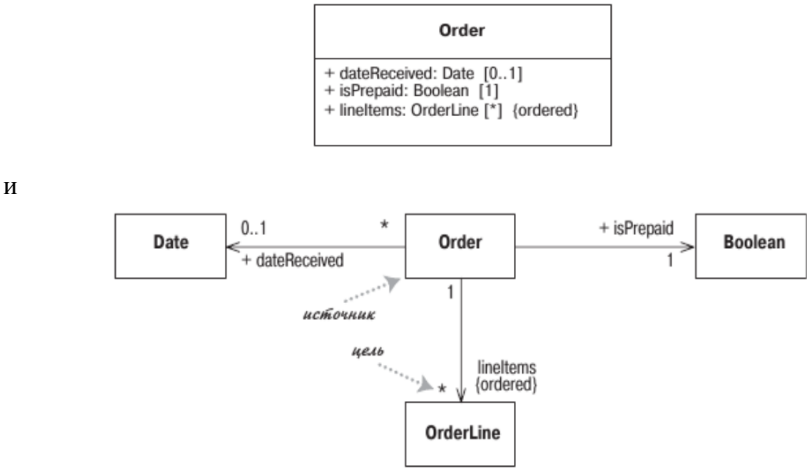 Order
+ dateReceived: Date [0..1]
+ isPrepaid: Boolean [1]
+ lineItems: OrderLine [*] {ordered}
и
Date
0..1
*
+ dateReceived
Order
+ isPrepaid
1
Boolean
источник
1
цель
*
lineItems
{ordered}
OrderLine